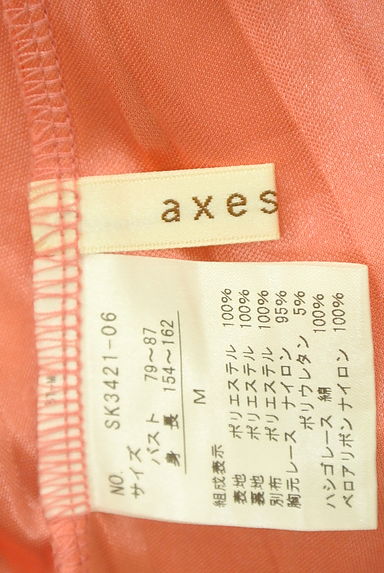 axes
NO. SK3421-06
サイズ
バスト 79～87
身長 154～162
M
組成表示
表地 ポリエステル 100%
裏地 ポリエステル 100%
別布 ポリエステル 100%
胸元レース ナイロン 95%
ポリウレタン 5%
ハシゴレース 綿 100%
ベロアリボン ナイロン 100%